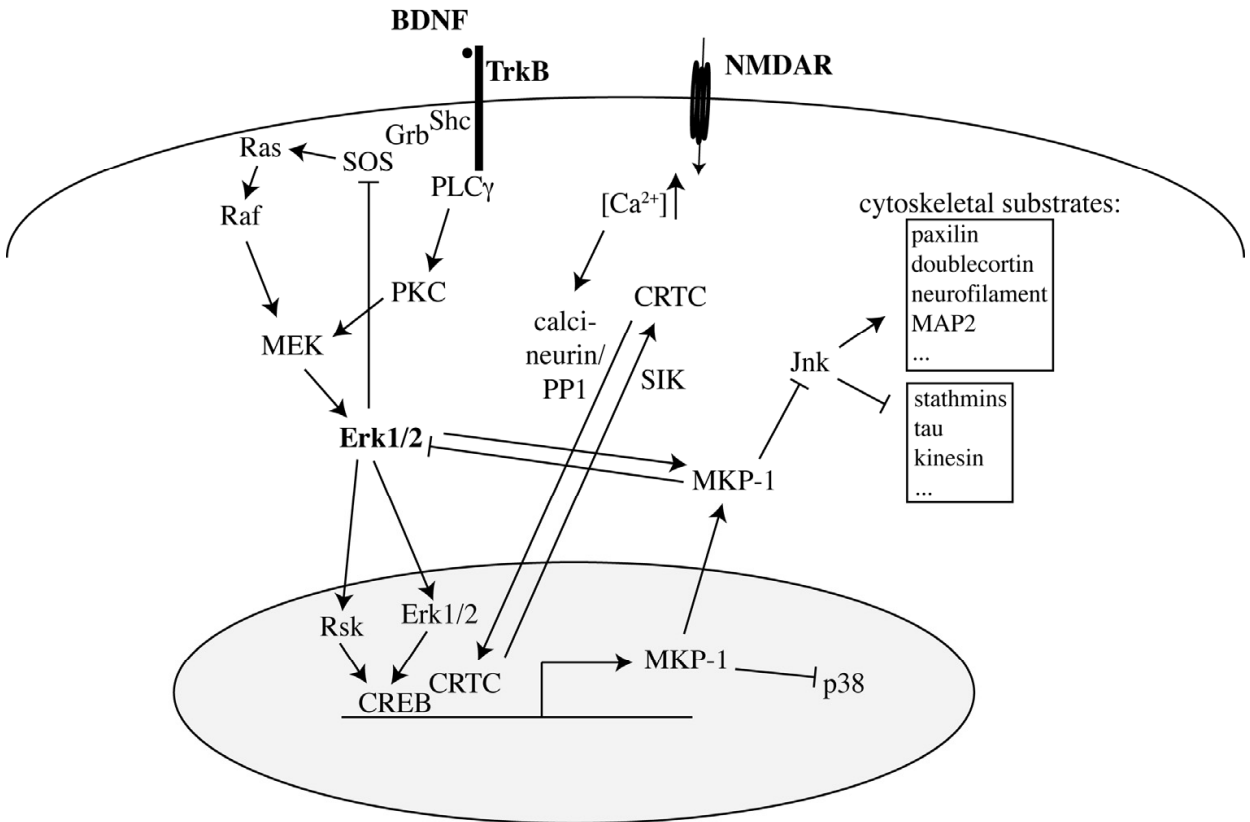 BDNF
TrkB
NMDAR
Shc
Grb
Ras
SOS
PLCγ
Raf
[Ca²⁺]
cytoskeletal substrates:
paxilin
doublecortin
neurofilament
MAP2
...
PKC
CRTC
calci-
neurin/
PP1
SIK
MEK
Jnk
stathmins
tau
kinesin
...
Erk1/2
MKP-1
Rsk
Erk1/2
CREB
CRTC
MKP-1
p38